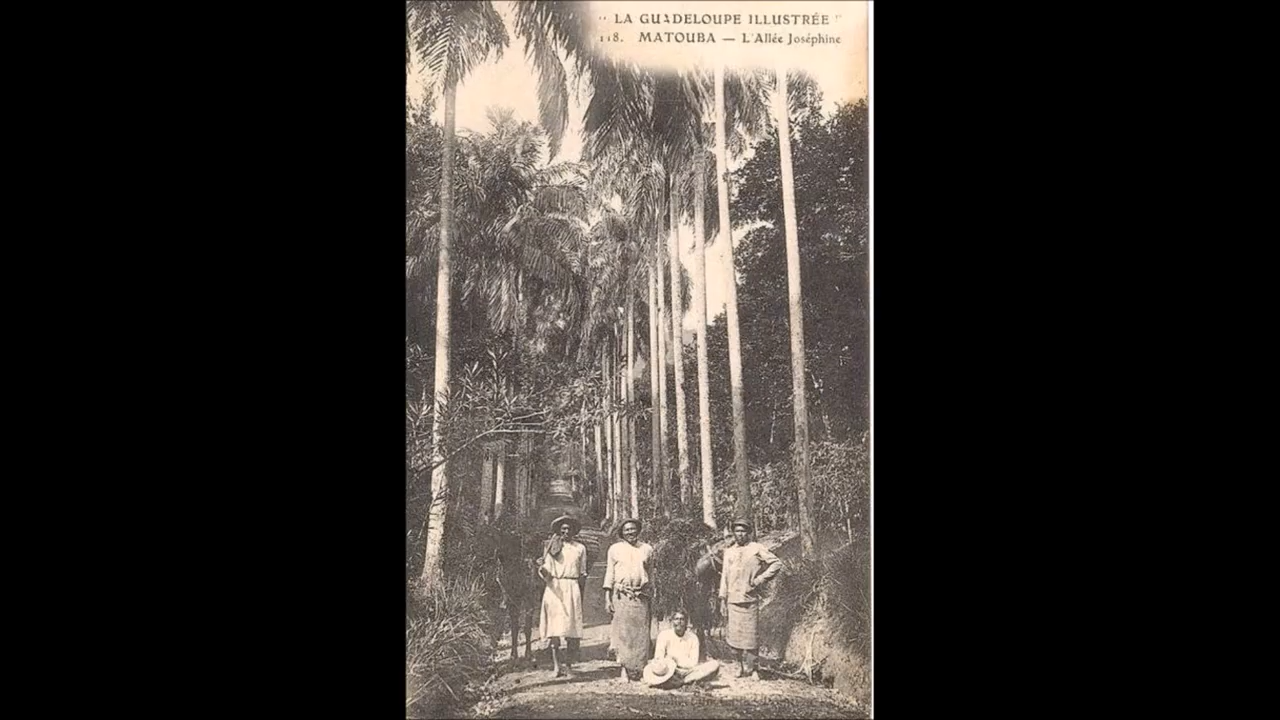 " LA GUADELOUPE ILLUSTRÉE "
118. MATOUBA — L'Allée Joséphine